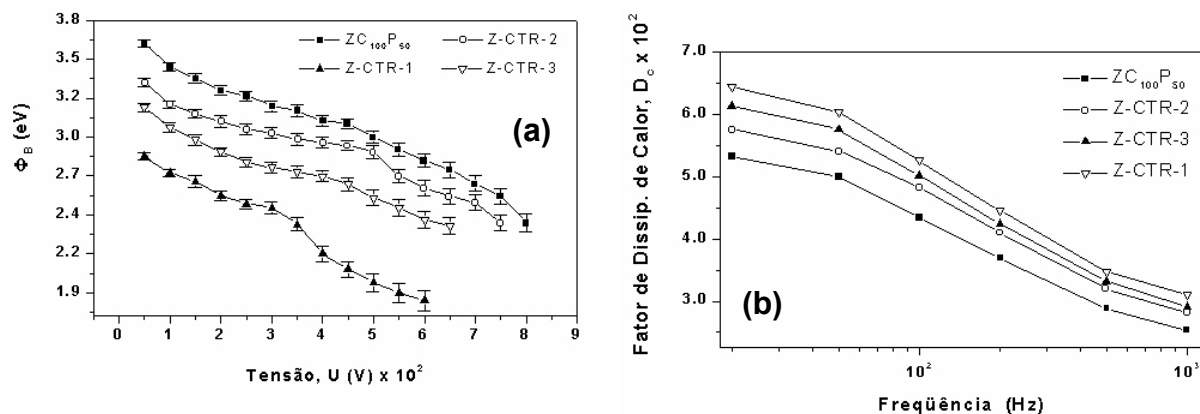 3.8
3.5
3.2
3.0
2.7
2.4
2.2
1.9
Φ_B (eV)
ZC₁₀₀P₅₀
Z-CTR-2
Z-CTR-1
Z-CTR-3
(a)
0 1 2 3 4 5 6 7 8 9
Tensão, U (V) x 10²
7.0
6.0
5.0
4.0
3.0
Fator de Dissip. de Calor, D_c x 10²
ZC₁₀₀P₅₀
Z-CTR-2
Z-CTR-3
Z-CTR-1
(b)
10² 10³
Freqüência (Hz)